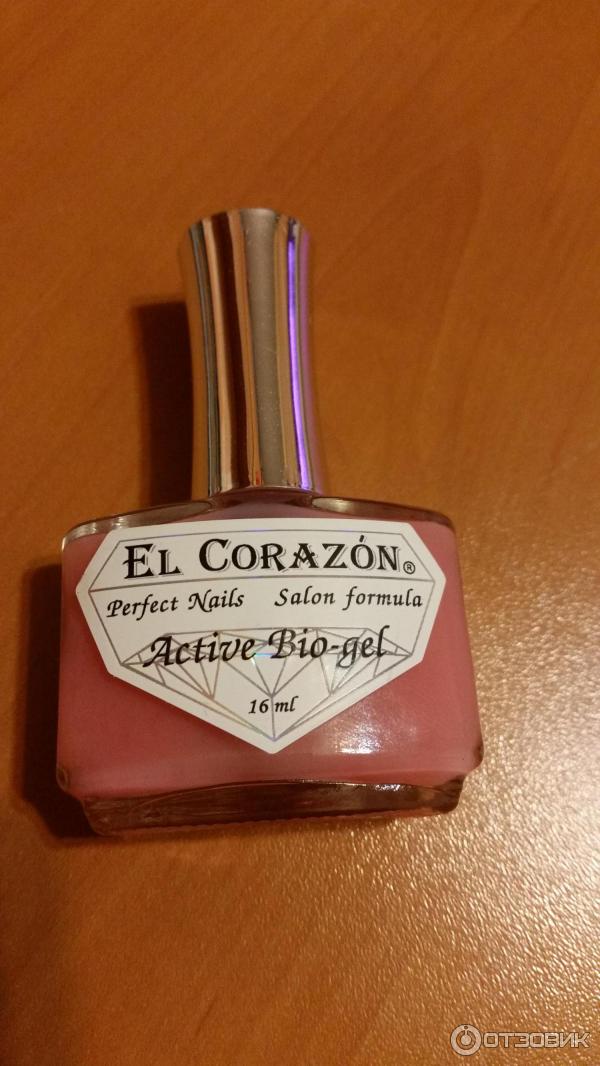 EL CORAZÓN®
Perfect Nails Salon formula
Active Bio-gel
16 ml
ОТЗОВИК